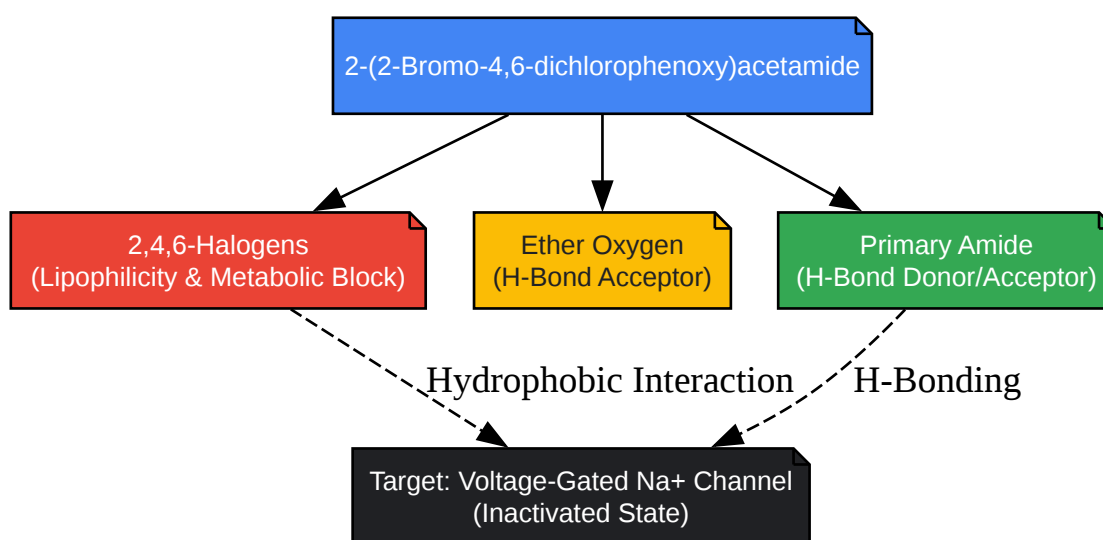 2-(2-Bromo-4,6-dichlorophenoxy)acetamide
2,4,6-Halogens
(Lipophilicity & Metabolic Block)
Ether Oxygen
(H-Bond Acceptor)
Primary Amide
(H-Bond Donor/Acceptor)
Hydrophobic Interaction
H-Bonding
Target: Voltage-Gated Na+ Channel
(Inactivated State)